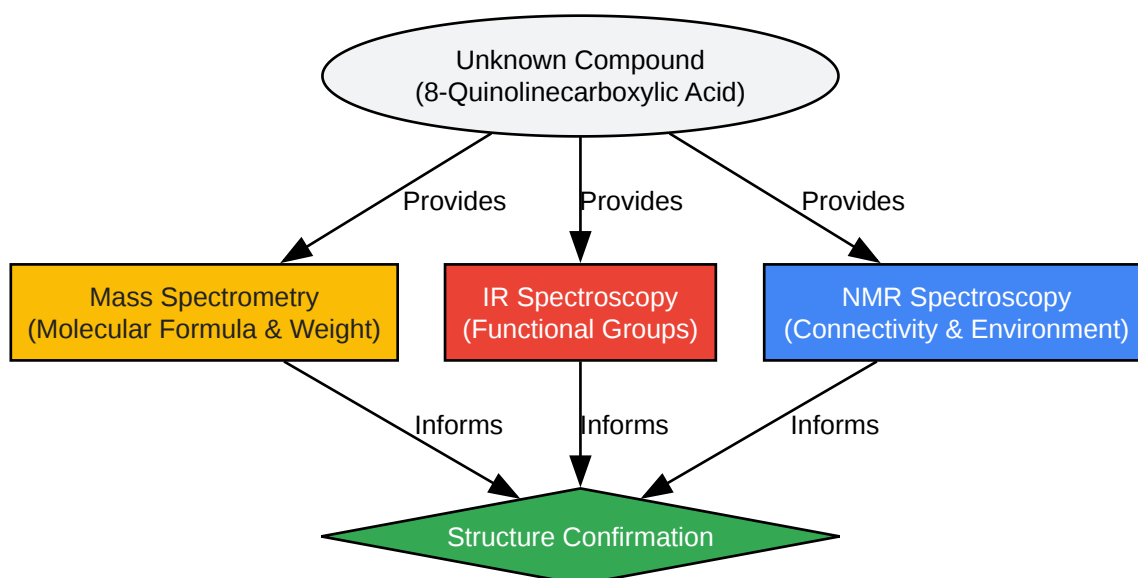 Unknown Compound
(8-Quinolinecarboxylic Acid)
Provides
Provides
Provides
Mass Spectrometry
(Molecular Formula & Weight)
IR Spectroscopy
(Functional Groups)
NMR Spectroscopy
(Connectivity & Environment)
Informs
Informs
Informs
Structure Confirmation